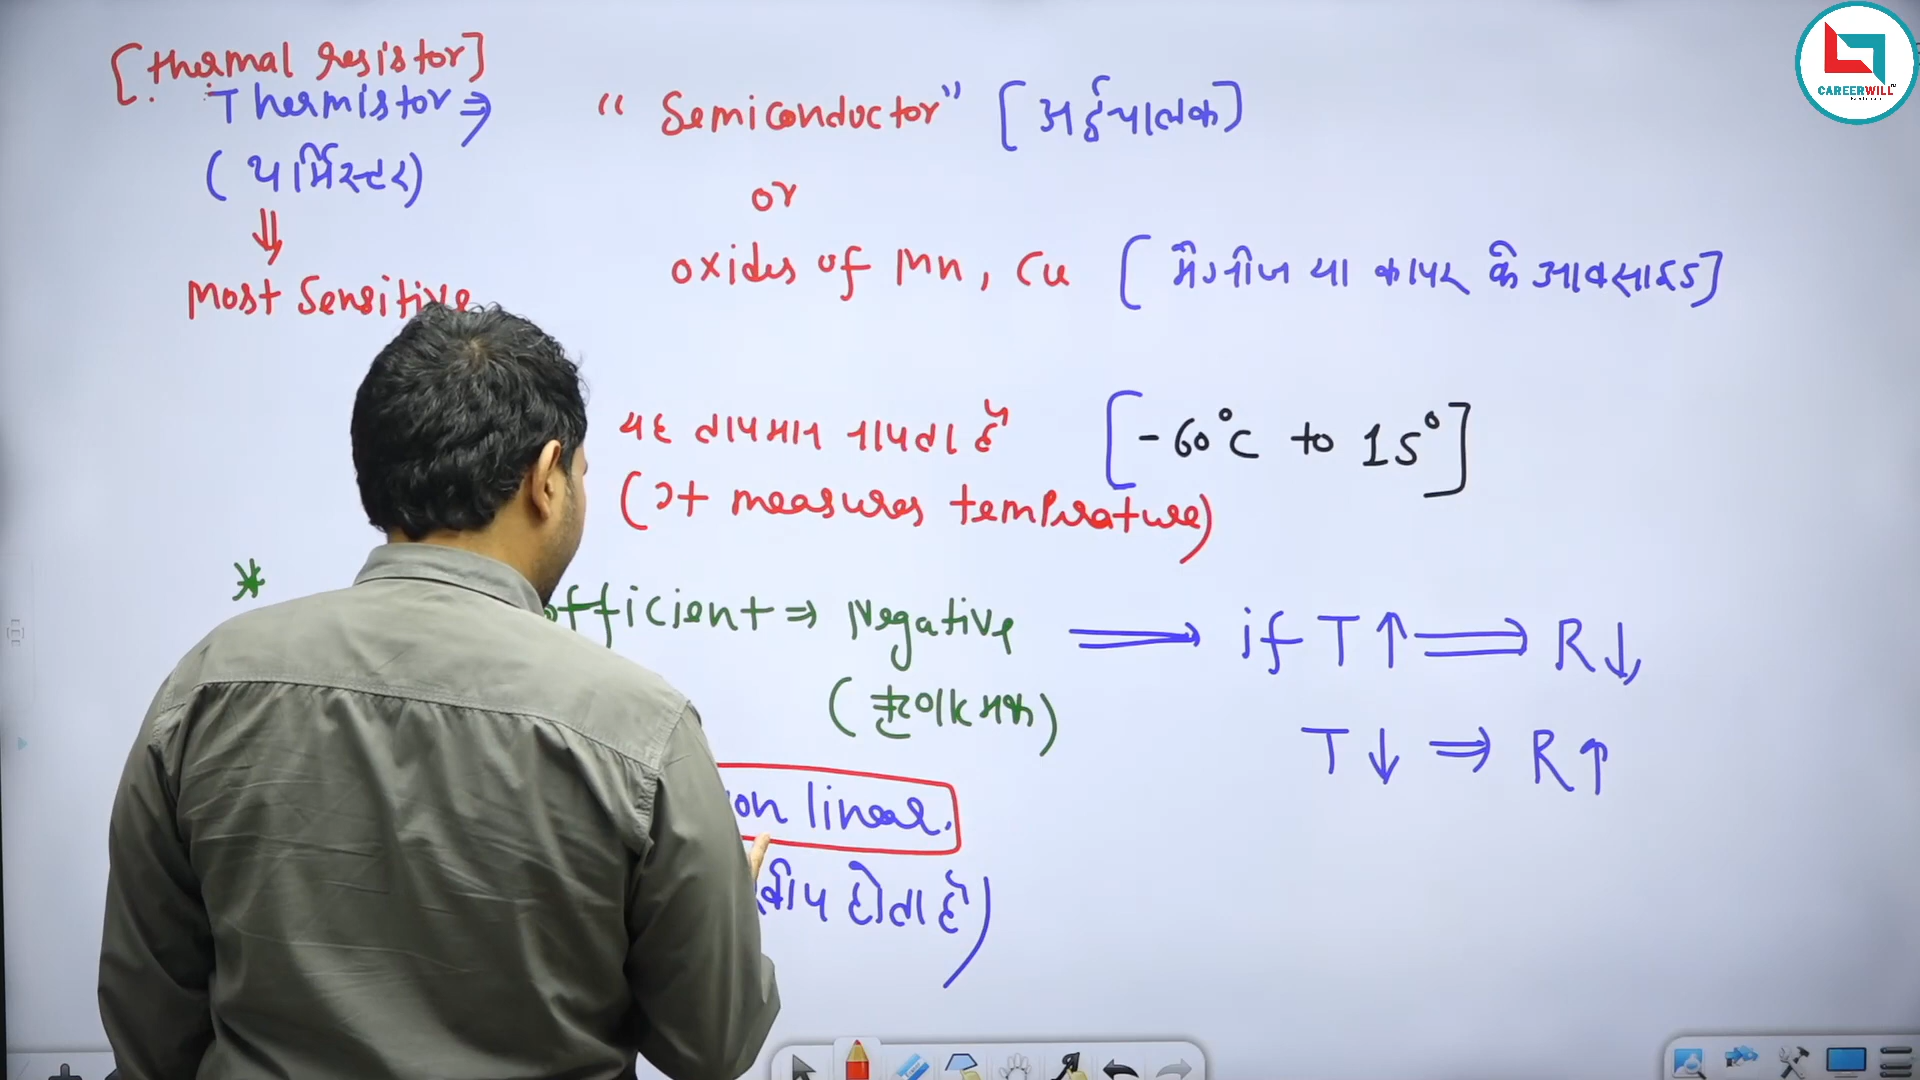 [thermal resistor]
Thermistor ⇒ "Semiconductor" [अर्द्धचालक]
(थर्मिस्टर)
or
⇓
Most Sensitive
oxides of Mn, Cu [मैगनीज या कापर के आक्साइड]
यह तापमान नापता है [-60°C to 15°]
(It measures temperature)
*
efficient ⇒ Negative ⟹ if T↑ ⟹ R↓,
(ऋणात्मक)
T↓ ⇒ R↑
on linear.
होता है)
CAREERWILL